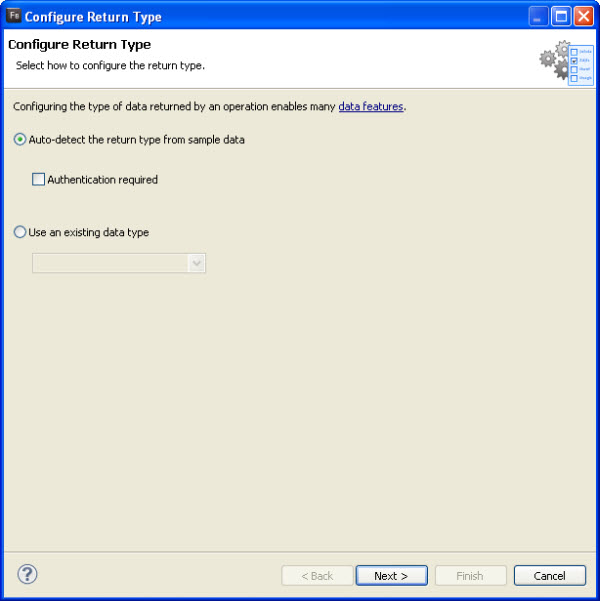 Fb Configure Return Type
Configure Return Type
Select how to configure the return type.
Configuring the type of data returned by an operation enables many data features.
Auto-detect the return type from sample data
Authentication required
Use an existing data type
?
< Back Next > Finish Cancel